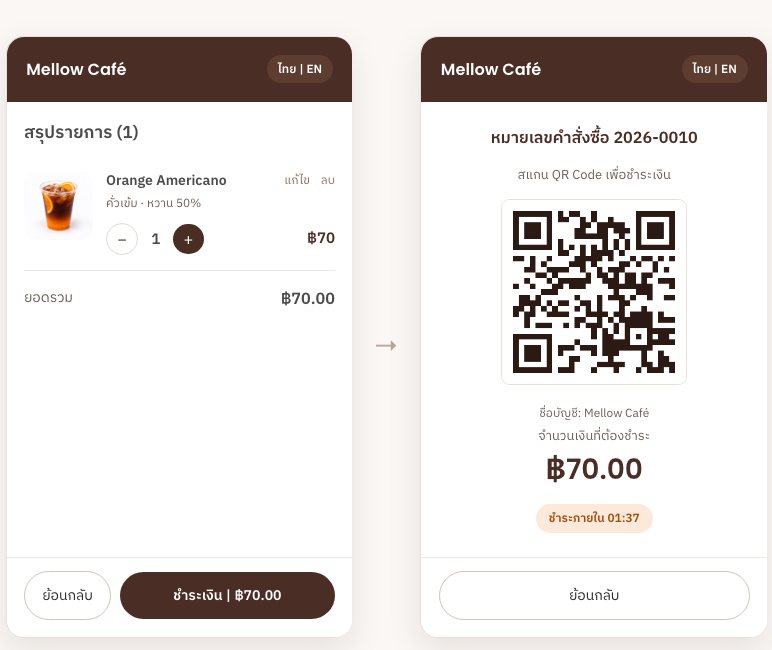 Mellow Café
ไทย | EN
สรุปรายการ (1)
Orange Americano
แก้ไข ลบ
คั่วเข้ม · หวาน 50%
− 1 +
฿70
ยอดรวม
฿70.00
ย้อนกลับ
ชำระเงิน | ฿70.00
→
Mellow Café
ไทย | EN
หมายเลขคำสั่งซื้อ 2026-0010
สแกน QR Code เพื่อชำระเงิน
ชื่อบัญชี: Mellow Café
จำนวนเงินที่ต้องชำระ
฿70.00
ชำระภายใน 01:37
ย้อนกลับ